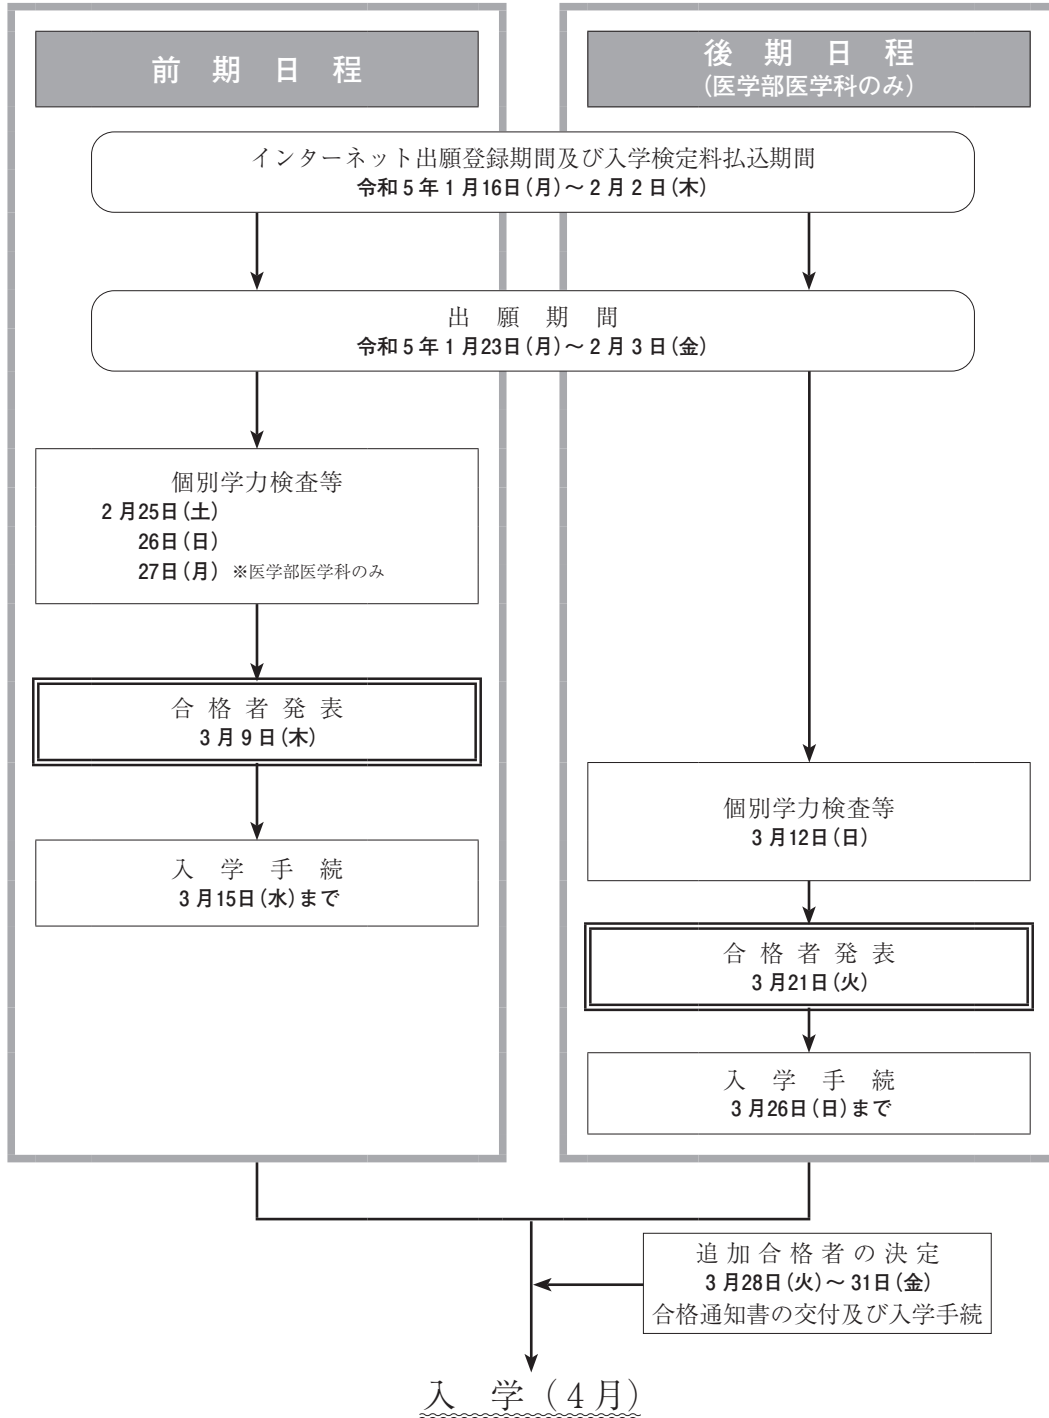 前期日程
後期日程
(医学部医学科のみ)
インターネット出願登録期間及び入学検定料払込期間
令和5年1月16日(月)～2月2日(木)
出願期間
令和5年1月23日(月)～2月3日(金)
個別学力検査等
2月25日(土)
26日(日)
27日(月) ※医学部医学科のみ
合格者発表
3月9日(木)
入学手続
3月15日(水)まで
個別学力検査等
3月12日(日)
合格者発表
3月21日(火)
入学手続
3月26日(日)まで
追加合格者の決定
3月28日(火)～31日(金)
合格通知書の交付及び入学手続
入学(4月)